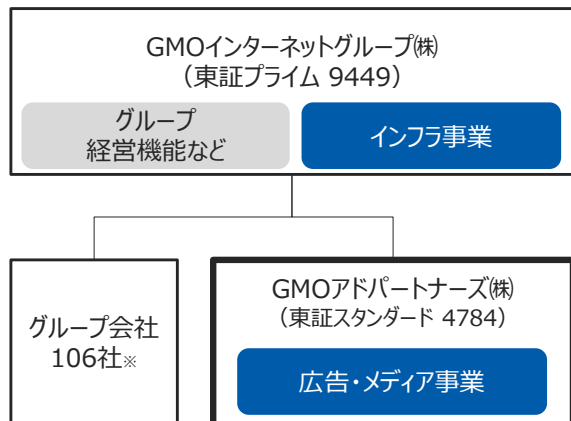 GMOインターネットグループ㈱
（東証プライム 9449）
グループ
経営機能など
インフラ事業
グループ会社
106社※
GMOアドパートナーズ㈱
（東証スタンダード 4784）
広告・メディア事業